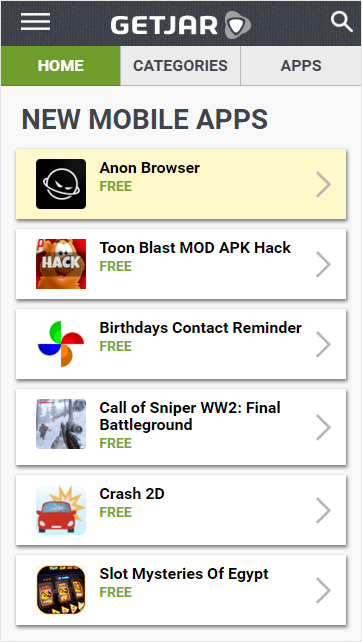 GETJAR
HOME CATEGORIES APPS
NEW MOBILE APPS
Anon Browser
FREE
HACK
Toon Blast MOD APK Hack
FREE
Birthdays Contact Reminder
FREE
Call of Sniper WW2: Final
Battleground
FREE
Crash 2D
FREE
Slot Mysteries Of Egypt
FREE